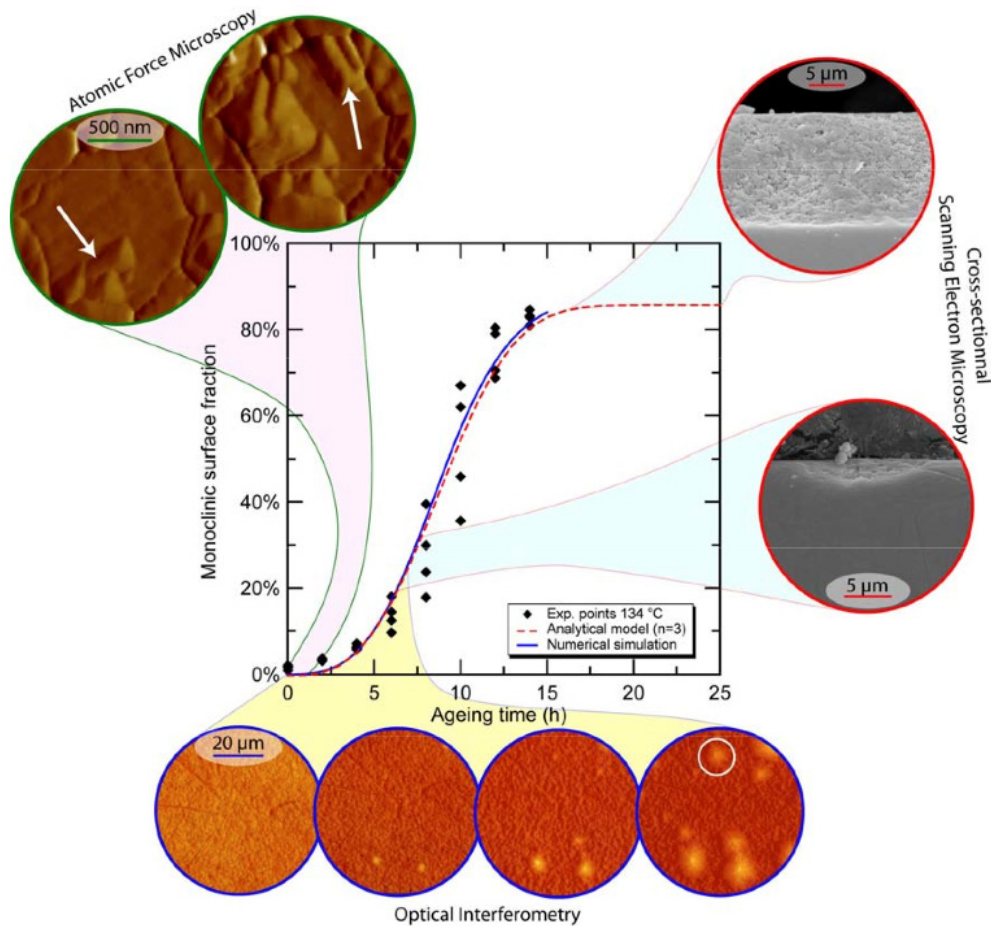 Atomic Force Microscopy
500 nm
5 µm
Cross-sectionnal
Scanning Electron Microscopy
5 µm
100%
80%
60%
40%
20%
0%
Monoclinic surface fraction
Exp. points 134 °C
Analytical model (n=3)
Numerical simulation
0 5 10 15 20 25
Ageing time (h)
20 µm
Optical Interferometry